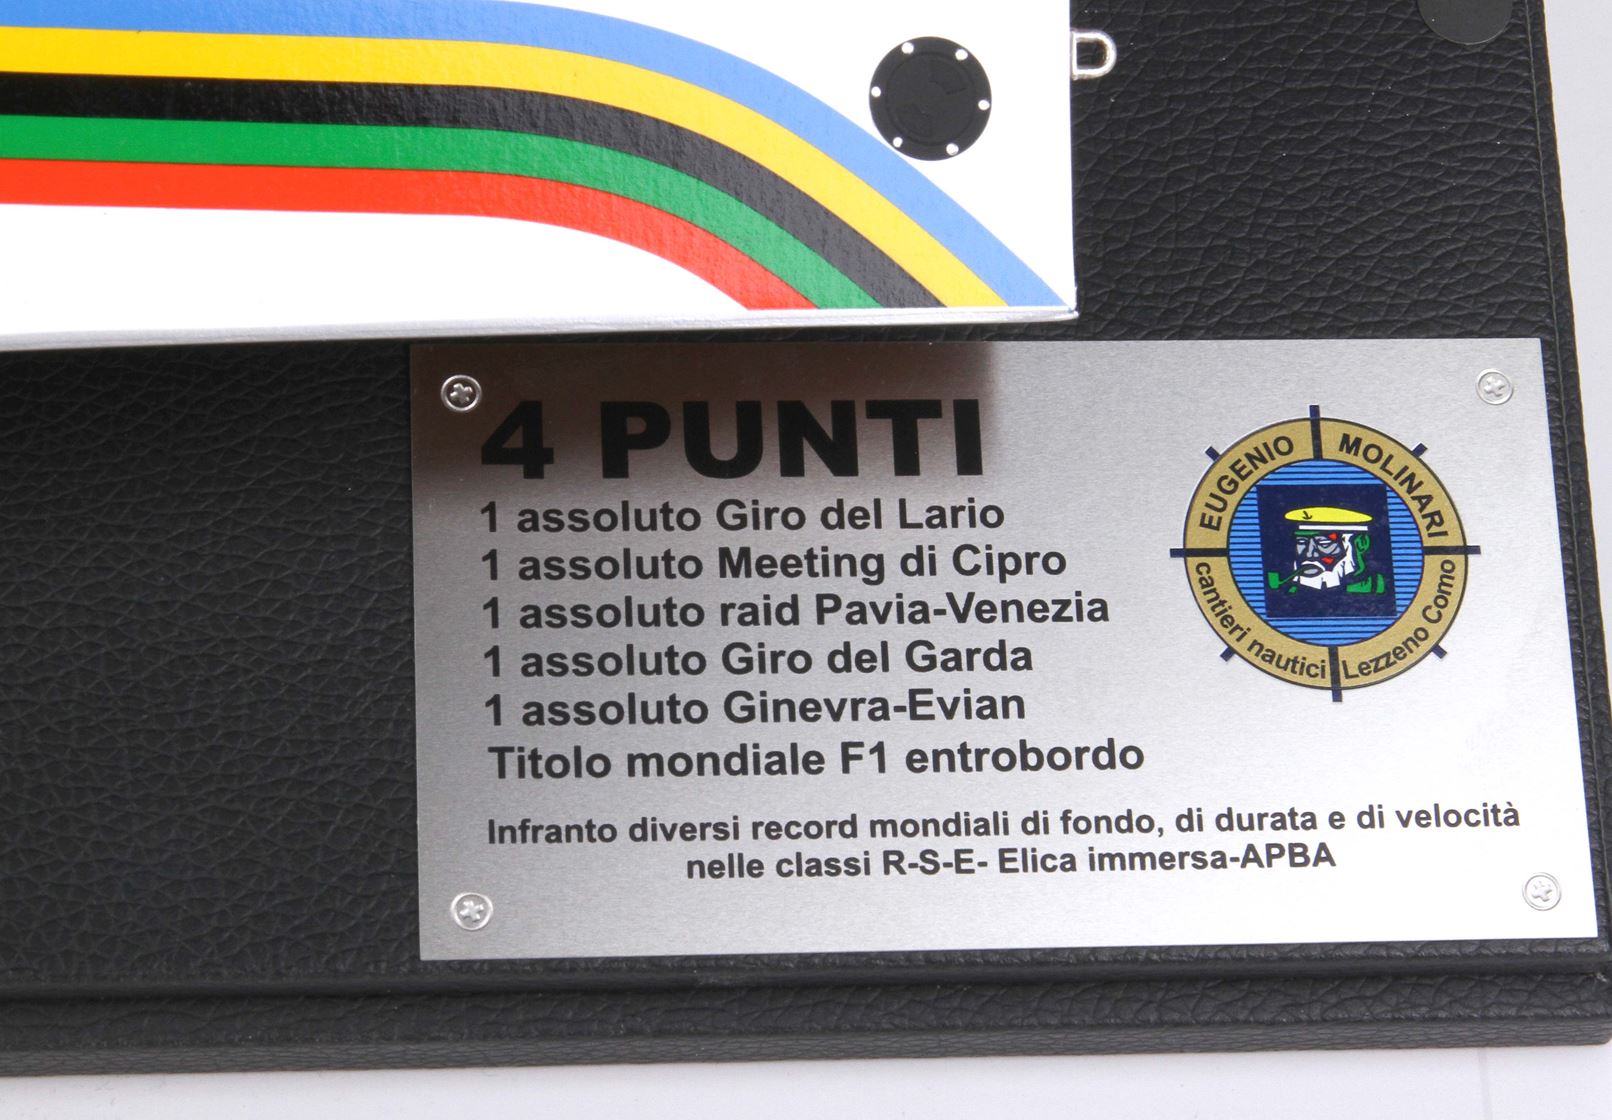 4 PUNTI
1 assoluto Giro del Lario
1 assoluto Meeting di Cipro
1 assoluto raid Pavia-Venezia
1 assoluto Giro del Garda
1 assoluto Ginevra-Evian
Titolo mondiale F1 entrobordo
Infranto diversi record mondiali di fondo, di durata e di velocità
nelle classi R-S-E- Elica immersa-APBA
EUGENIO MOLINARI
cantieri nautici Lezzeno Como